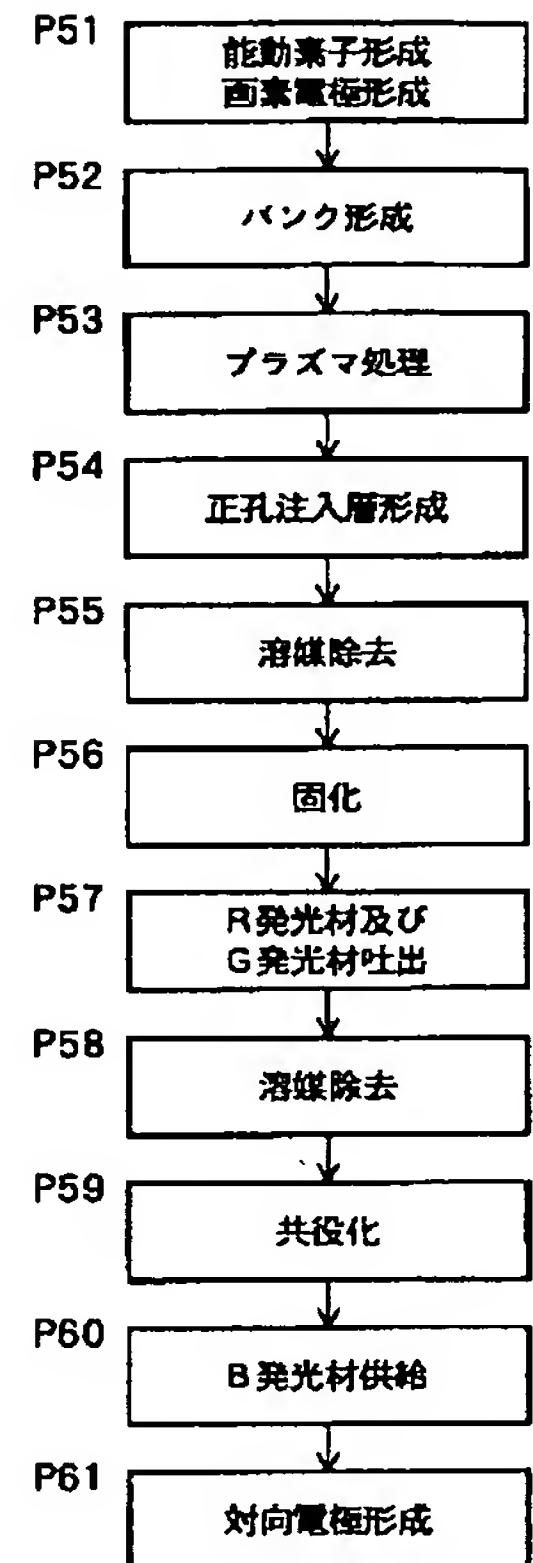 P51
能動素子形成
画素電極形成
P52
バンク形成
P53
プラズマ処理
P54
正孔注入層形成
P55
溶媒除去
P56
固化
P57
R発光材及び
G発光材吐出
P58
溶媒除去
P59
共役化
P60
B発光材供給
P61
対向電極形成